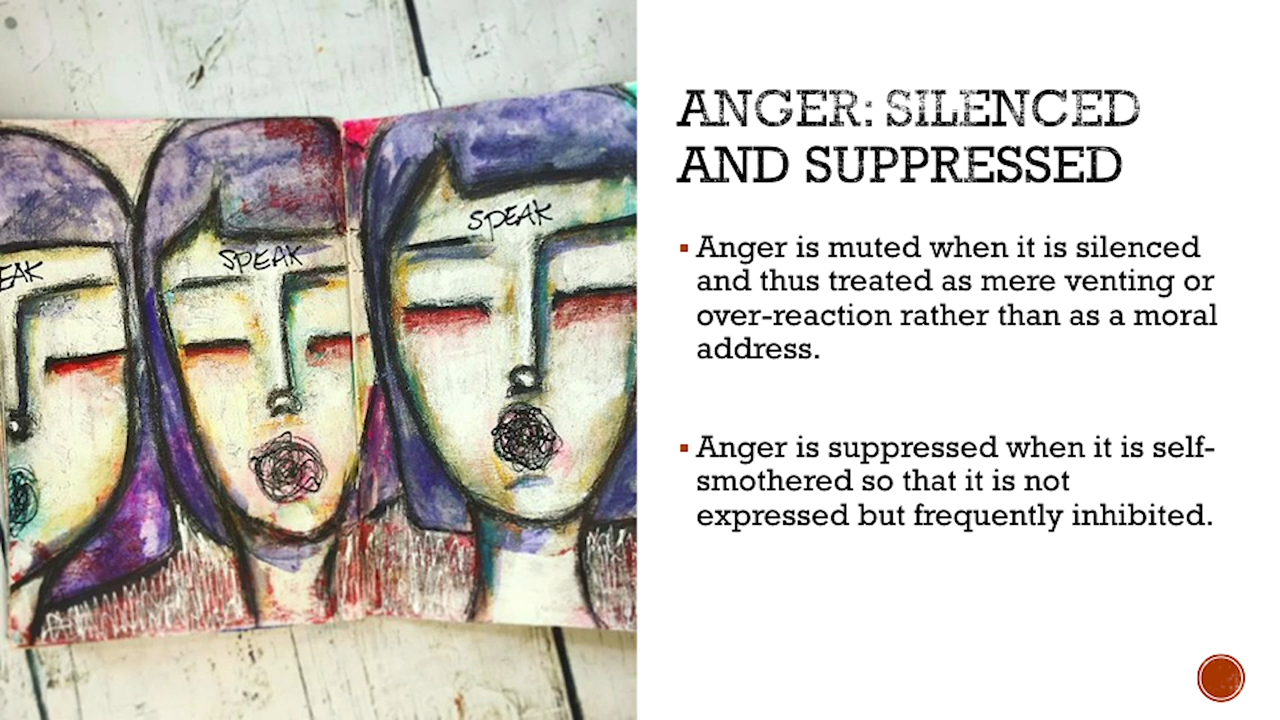 EAK
SPEAK
SPEAK
ANGER: SILENCED
AND SUPPRESSED
Anger is muted when it is silenced
and thus treated as mere venting or
over-reaction rather than as a moral
address.
Anger is suppressed when it is self-
smothered so that it is not
expressed but frequently inhibited.